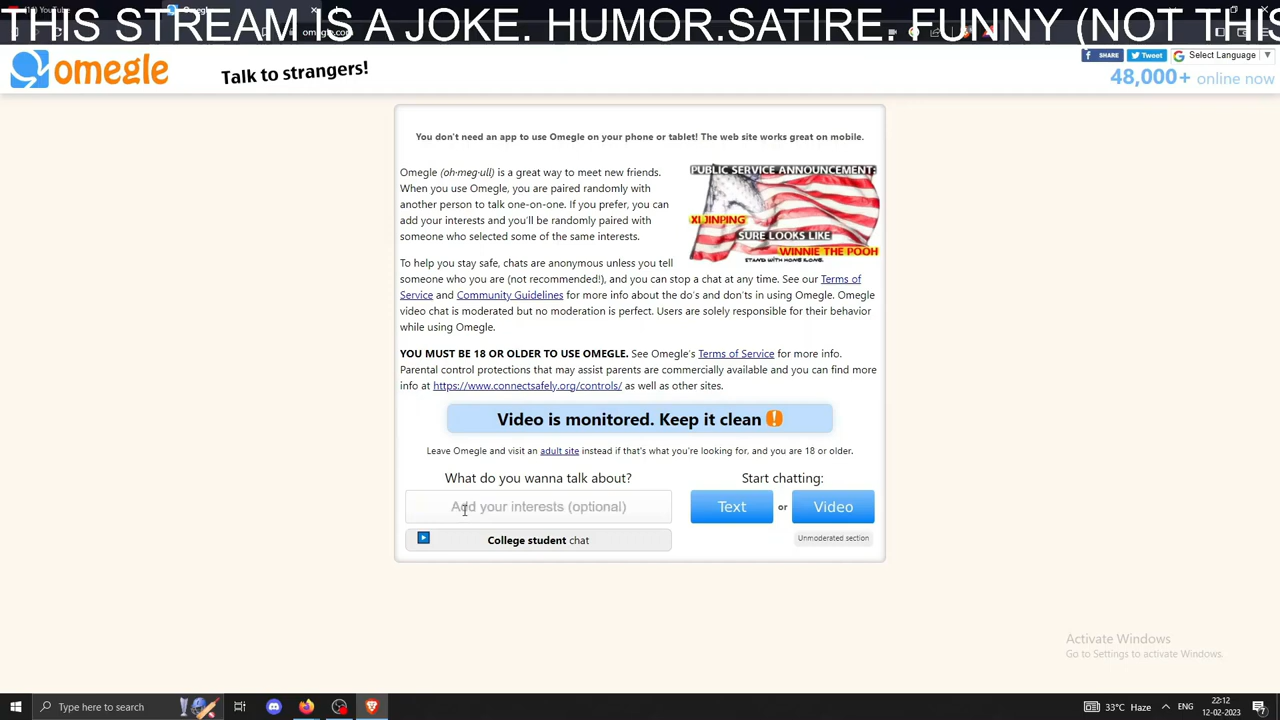 THIS STREAM IS A JOKE. HUMOR.SATIRE. FUNNY (NOT THIS
omegle.com
omegle
Talk to strangers!
SHARE
Tweet
Select Language
48,000+ online now
You don't need an app to use Omegle on your phone or tablet! The web site works great on mobile.
Omegle (oh·meg·ull) is a great way to meet new friends.
When you use Omegle, you are paired randomly with
another person to talk one-on-one. If you prefer, you can
add your interests and you'll be randomly paired with
someone who selected some of the same interests.
PUBLIC SERVICE ANNOUNCEMENT:
XI JINPING
SURE LOOKS LIKE
WINNIE THE POOH
STAND WITH HONG KONG.
To help you stay safe, chats are anonymous unless you tell
someone who you are (not recommended!), and you can stop a chat at any time. See our Terms of
Service and Community Guidelines for more info about the do's and don'ts in using Omegle. Omegle
video chat is moderated but no moderation is perfect. Users are solely responsible for their behavior
while using Omegle.
YOU MUST BE 18 OR OLDER TO USE OMEGLE. See Omegle's Terms of Service for more info.
Parental control protections that may assist parents are commercially available and you can find more
info at https://www.connectsafely.org/controls/ as well as other sites.
Video is monitored. Keep it clean
Leave Omegle and visit an adult site instead if that's what you're looking for, and you are 18 or older.
What do you wanna talk about?
Start chatting:
Add your interests (optional)
Text or Video
College student chat
Unmoderated section
Activate Windows
Go to Settings to activate Windows.
Type here to search
33°C Haze
ENG
22:12
12-02-2023